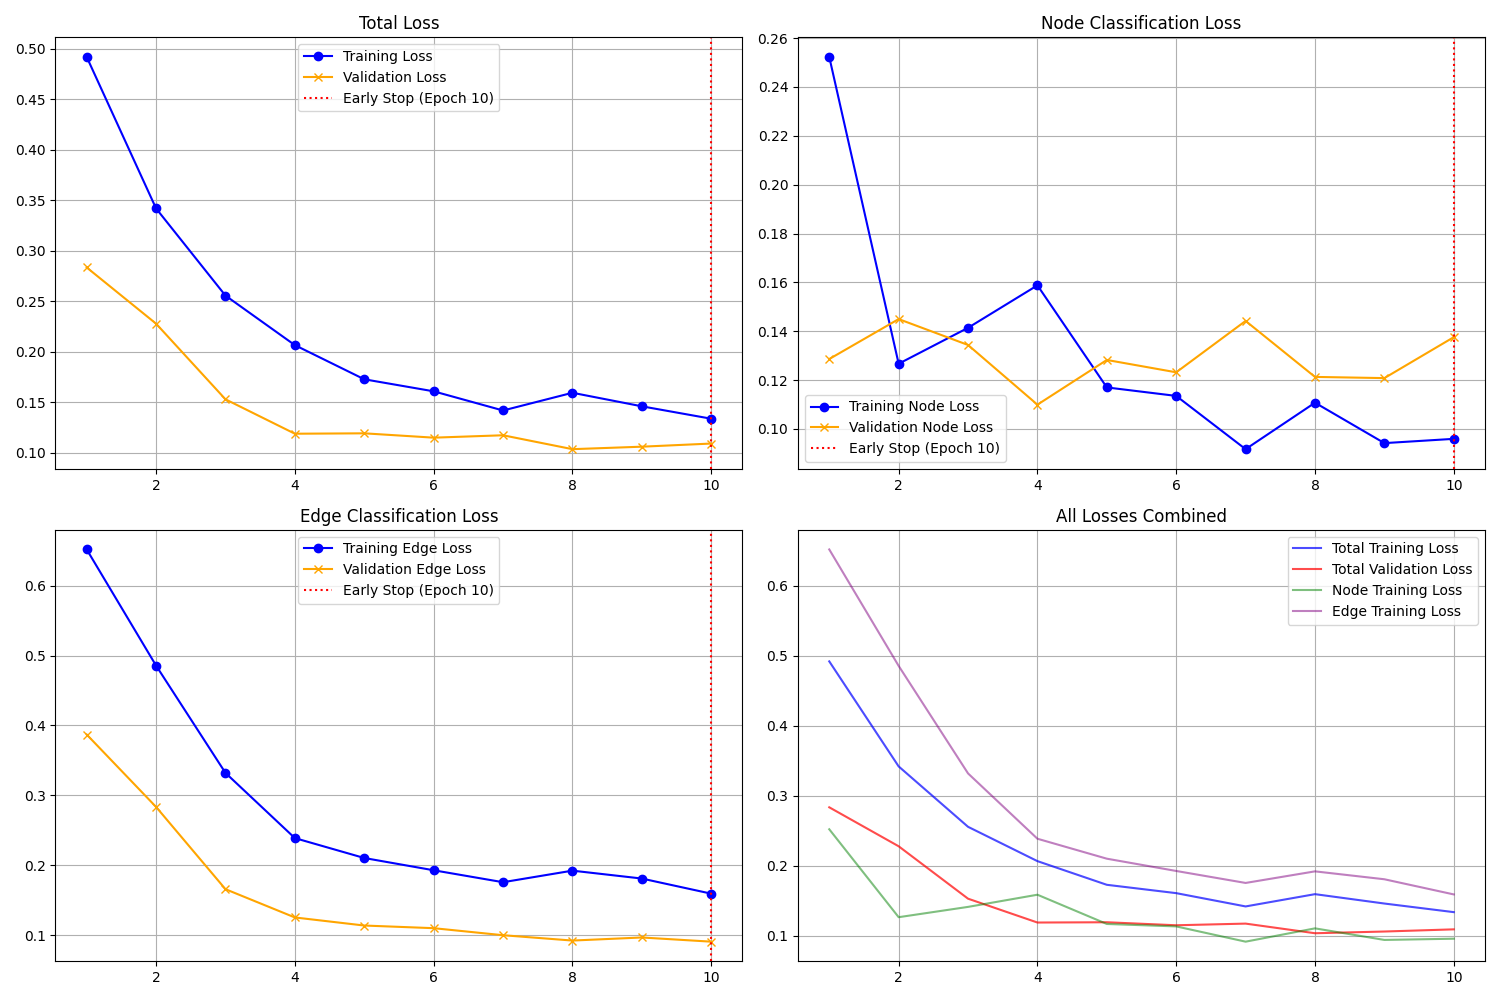 Total Loss
0.50
0.45
0.40
0.35
0.30
0.25
0.20
0.15
0.10
Training Loss
Validation Loss
Early Stop (Epoch 10)
2 4 6 8 10
Node Classification Loss
0.26
0.24
0.22
0.20
0.18
0.16
0.14
0.12
0.10
Training Node Loss
Validation Node Loss
Early Stop (Epoch 10)
2 4 6 8 10
Edge Classification Loss
0.6
0.5
0.4
0.3
0.2
0.1
Training Edge Loss
Validation Edge Loss
Early Stop (Epoch 10)
2 4 6 8 10
All Losses Combined
0.6
0.5
0.4
0.3
0.2
0.1
Total Training Loss
Total Validation Loss
Node Training Loss
Edge Training Loss
2 4 6 8 10